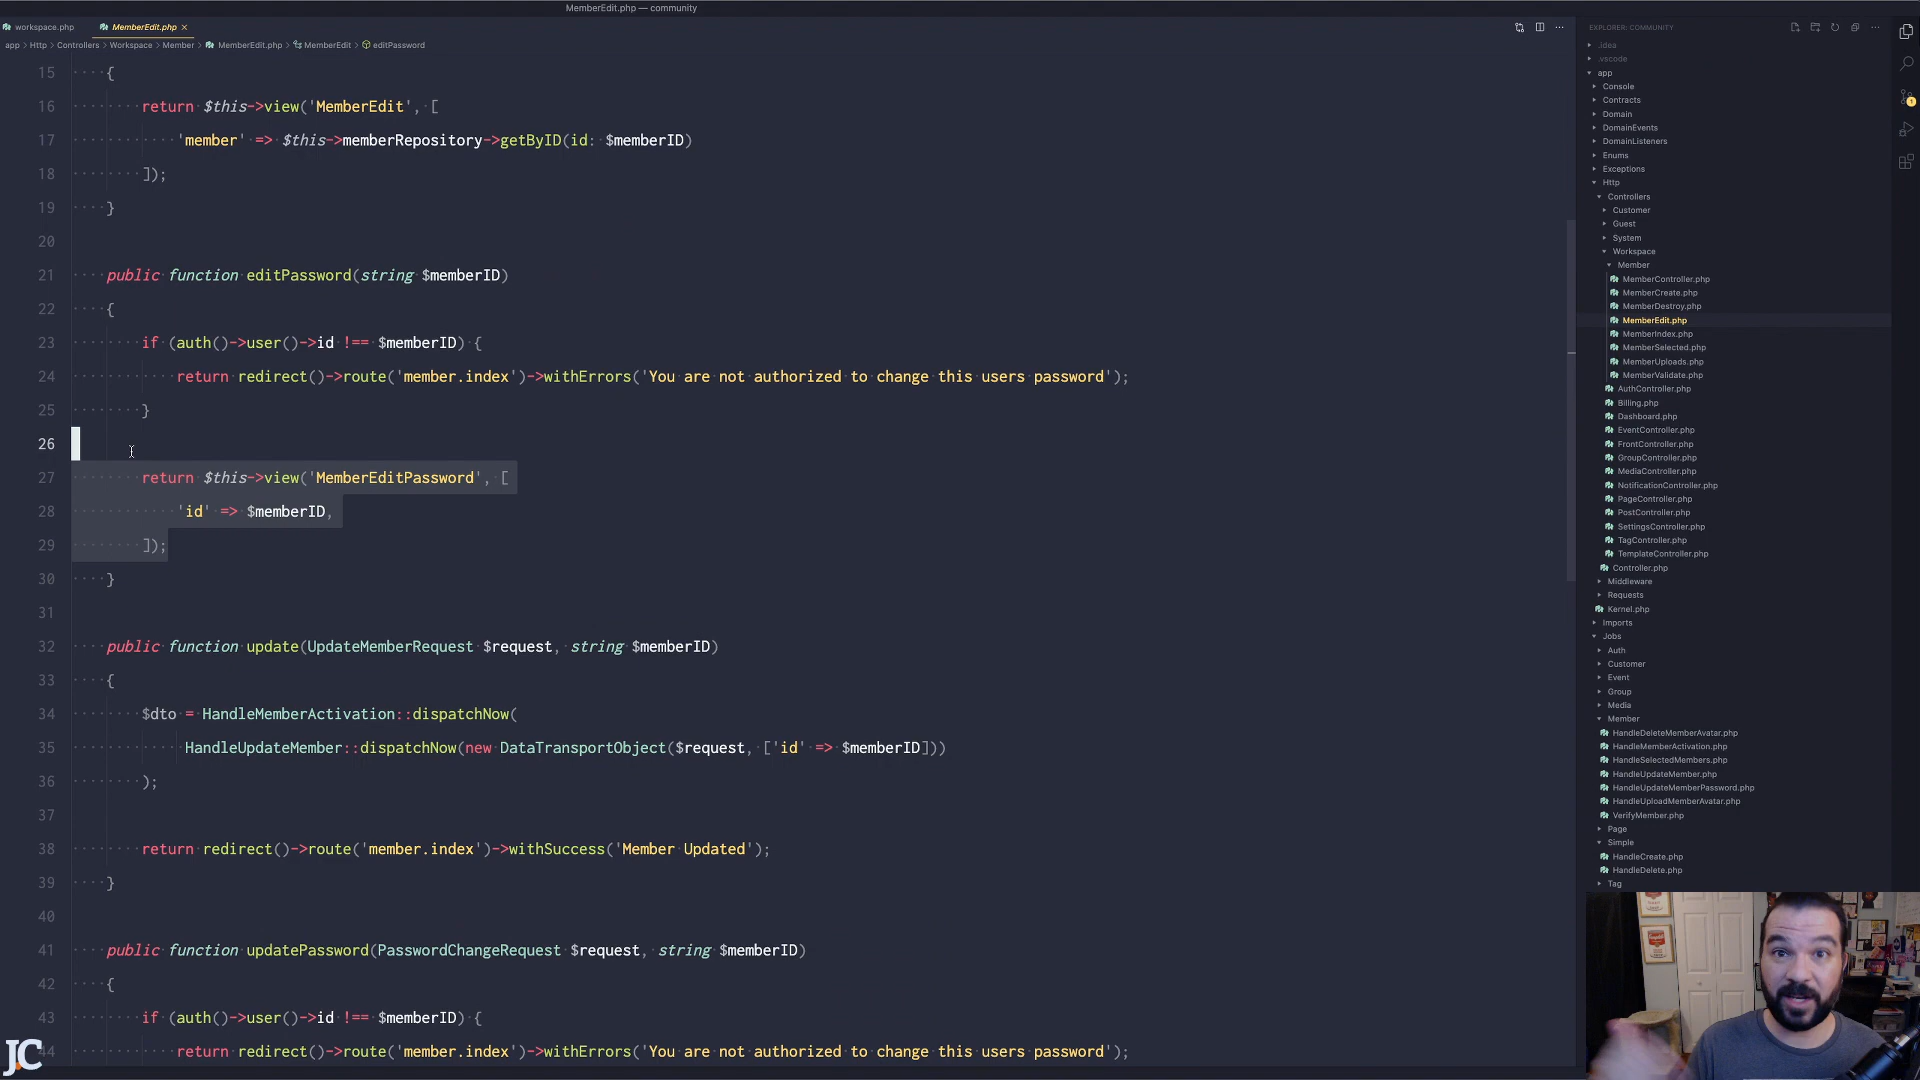 MemberEdit.php — community
workspace.php
MemberEdit.php ×
app › Http › Controllers › Workspace › Member › MemberEdit.php › MemberEdit › editPassword
15 {
16 return $this->view('MemberEdit', [
17 'member' => $this->memberRepository->getByID(id: $memberID)
18 ]);
19 }
20
21 public function editPassword(string $memberID)
22 {
23 if (auth()->user()->id !== $memberID) {
24 return redirect()->route('member.index')->withErrors('You are not authorized to change this users password');
25 }
26
27 return $this->view('MemberEditPassword', [
28 'id' => $memberID,
29 ]);
30 }
31
32 public function update(UpdateMemberRequest $request, string $memberID)
33 {
34 $dto = HandleMemberActivation::dispatchNow(
35 HandleUpdateMember::dispatchNow(new DataTransportObject($request, ['id' => $memberID]))
36 );
37
38 return redirect()->route('member.index')->withSuccess('Member Updated');
39 }
40
41 public function updatePassword(PasswordChangeRequest $request, string $memberID)
42 {
43 if (auth()->user()->id !== $memberID) {
44 return redirect()->route('member.index')->withErrors('You are not authorized to change this users password');
JC
EXPLORER: COMMUNITY
.idea
.vscode
app
Console
Contracts
Domain
DomainEvents
DomainListeners
Enums
Exceptions
Http
Controllers
Customer
Guest
System
Workspace
Member
MemberController.php
MemberCreate.php
MemberDestroy.php
MemberEdit.php
MemberIndex.php
MemberSelected.php
MemberUploads.php
MemberValidate.php
AuthController.php
Billing.php
Dashboard.php
EventController.php
FrontController.php
GroupController.php
MediaController.php
NotificationController.php
PageController.php
PostController.php
SettingsController.php
TagController.php
TemplateController.php
Controller.php
Middleware
Requests
Kernel.php
Imports
Jobs
Auth
Customer
Event
Group
Media
Member
HandleDeleteMemberAvatar.php
HandleMemberActivation.php
HandleSelectedMembers.php
HandleUpdateMember.php
HandleUpdateMemberPassword.php
HandleUploadMemberAvatar.php
VerifyMember.php
Page
Simple
HandleCreate.php
HandleDelete.php
Tag